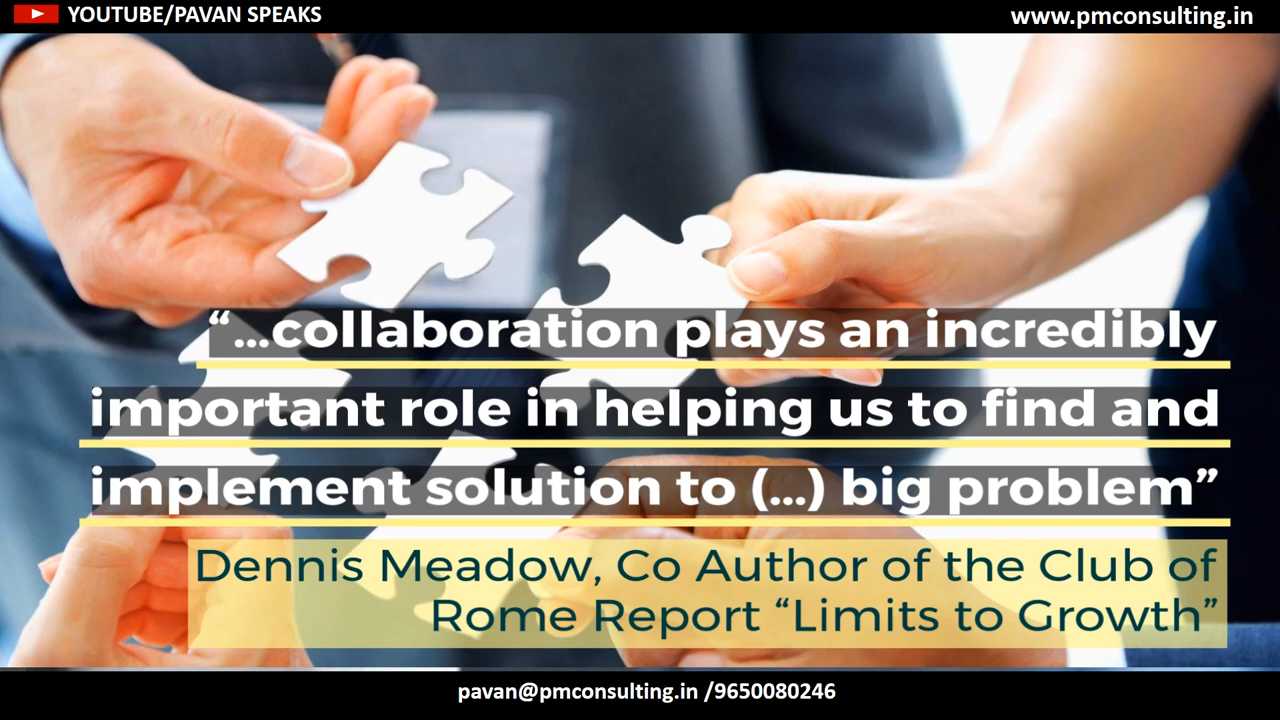 YOUTUBE/PAVAN SPEAKS
www.pmconsulting.in
“...collaboration plays an incredibly
important role in helping us to find and
implement solution to (...) big problem”
Dennis Meadow, Co Author of the Club of
Rome Report “Limits to Growth”
pavan@pmconsulting.in /9650080246